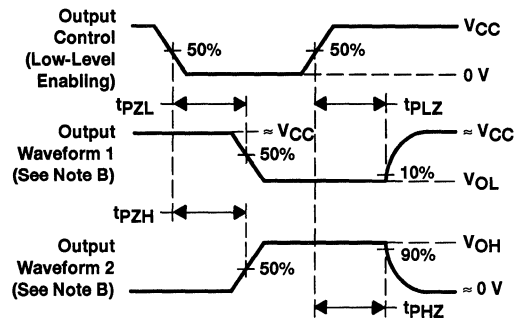 Output
Control
(Low-Level
Enabling)
50%
50%
VCC
0 V
tPZL
tPLZ
Output
Waveform 1
(See Note B)
≈ VCC
50%
≈ VCC
10%
VOL
tPZH
Output
Waveform 2
(See Note B)
50%
VOH
90%
≈ 0 V
tPHZ